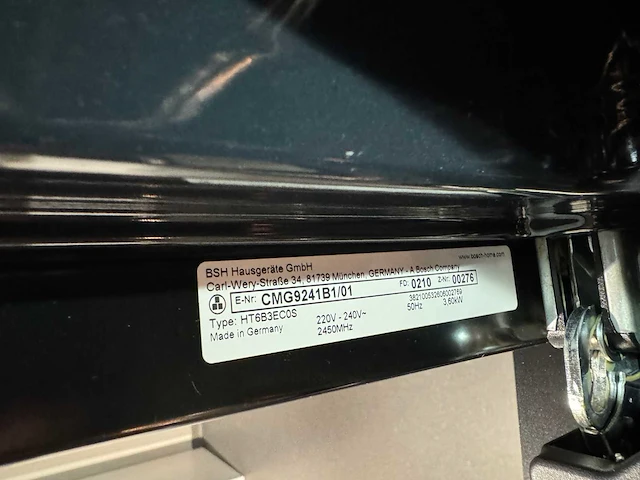 BSH Hausgeräte GmbH www.bosch-home.com
Carl-Wery-Straße 34, 81739 München, GERMANY - A Bosch Company
E-Nr: CMG9241B1/01 FD: 0210 Z-Nr: 00276
382100532606002769
Type: HT6B3EC0S 220V - 240V~ 50Hz 3,60kW
Made in Germany 2450MHz